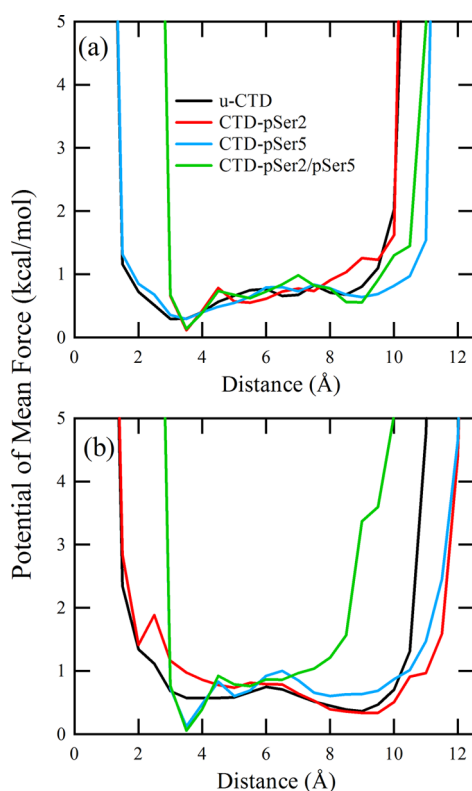 5
(a)
u-CTD
4
CTD-pSer2
CTD-pSer5
3
CTD-pSer2/pSer5
2
1
0
0 2 4 6 8 10 12
Distance (Å)
Potential of Mean Force (kcal/mol)
5
(b)
4
3
2
1
0
0 2 4 6 8 10 12
Distance (Å)